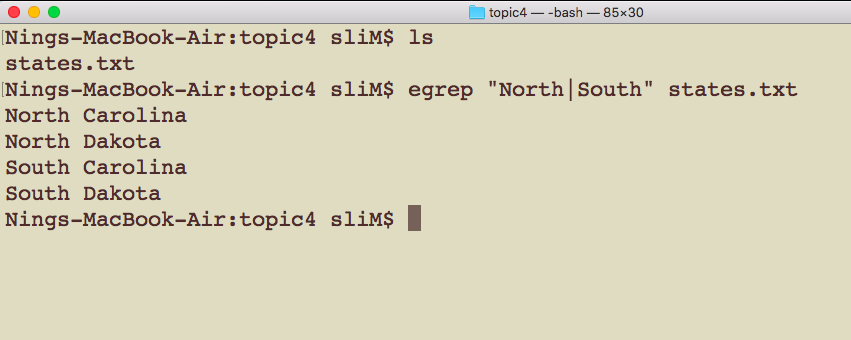 topic4 — -bash — 85×30
Nings-MacBook-Air:topic4 sliM$ ls
states.txt
Nings-MacBook-Air:topic4 sliM$ egrep "North|South" states.txt
North Carolina
North Dakota
South Carolina
South Dakota
Nings-MacBook-Air:topic4 sliM$